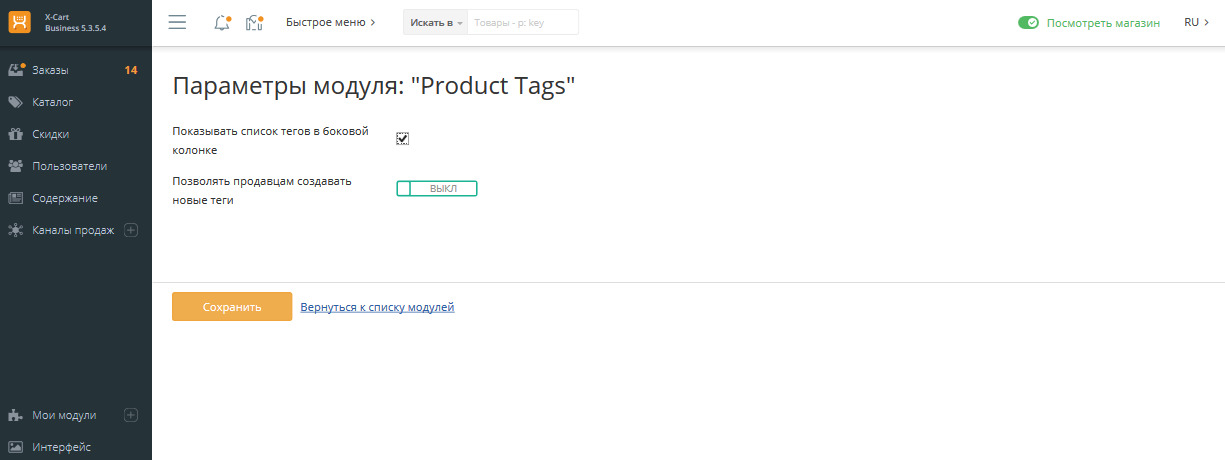 X-Cart
Business 5.3.5.4
Быстрое меню
Искать в
Товары - p: key
Посмотреть магазин
RU
Заказы 14
Каталог
Скидки
Пользователи
Содержание
Каналы продаж
Мои модули
Интерфейс
Параметры модуля: "Product Tags"
Показывать список тегов в боковой
колонке
Позволять продавцам создавать
новые теги
ВЫКЛ
Сохранить
Вернуться к списку модулей